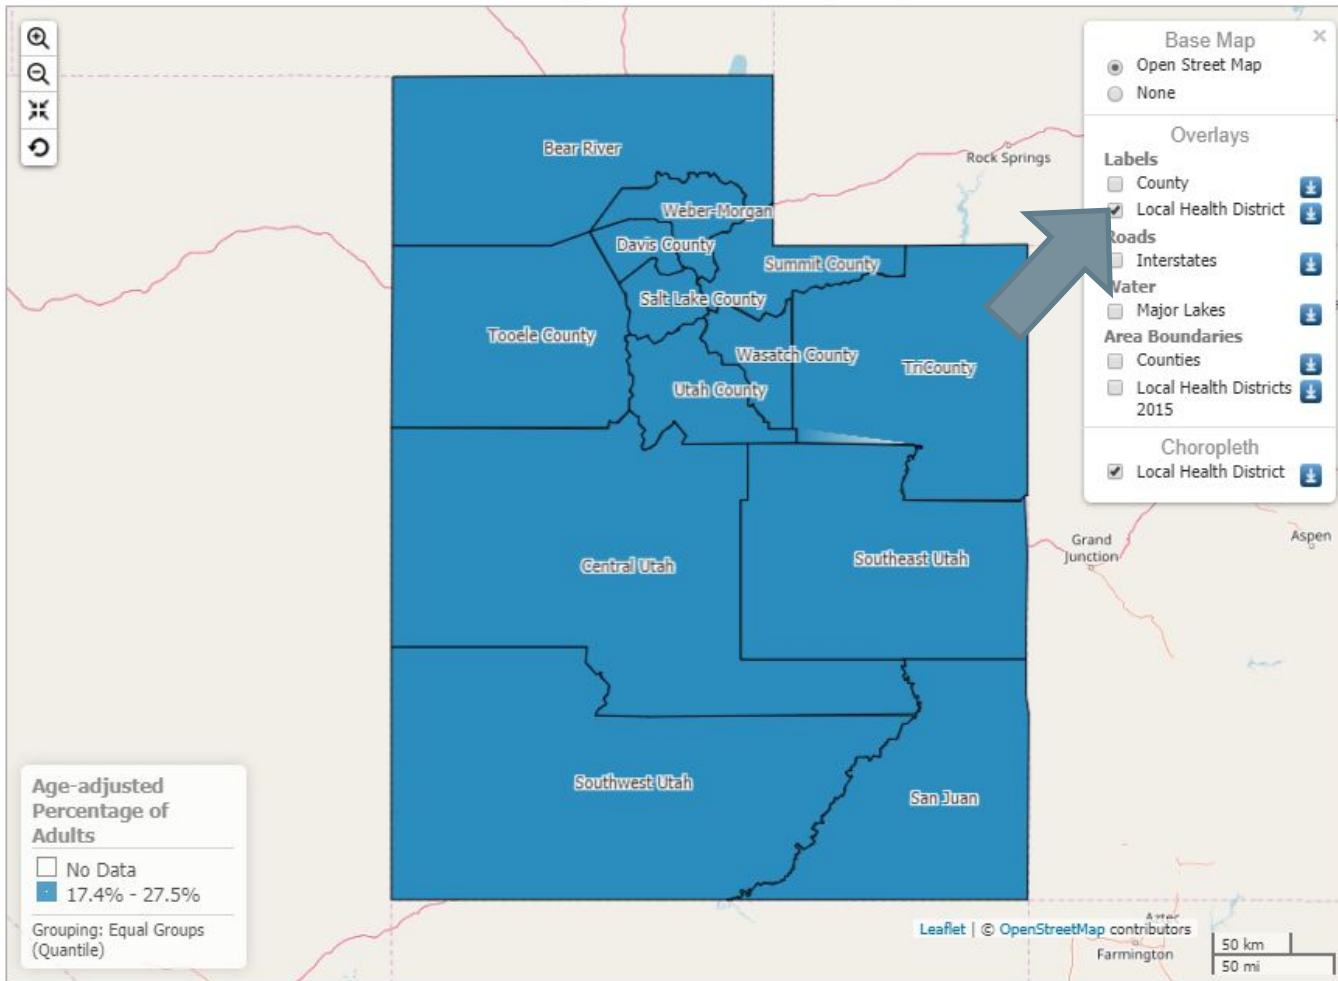 Base Map
×
Open Street Map
None
Overlays
Labels
County
Local Health District
Roads
Interstates
Water
Major Lakes
Area Boundaries
Counties
Local Health Districts
2015
Choropleth
Local Health District
Rock Springs
Bear River
Weber-Morgan
Davis County
Summit County
Salt Lake County
Tooele County
Wasatch County
TriCounty
Utah County
Central Utah
Southeast Utah
Grand
Junction
Aspen
Southwest Utah
San Juan
Age-adjusted
Percentage of
Adults
No Data
17.4% - 27.5%
Grouping: Equal Groups
(Quantile)
Aztec
Leaflet | © OpenStreetMap contributors
Farmington
50 km
50 mi